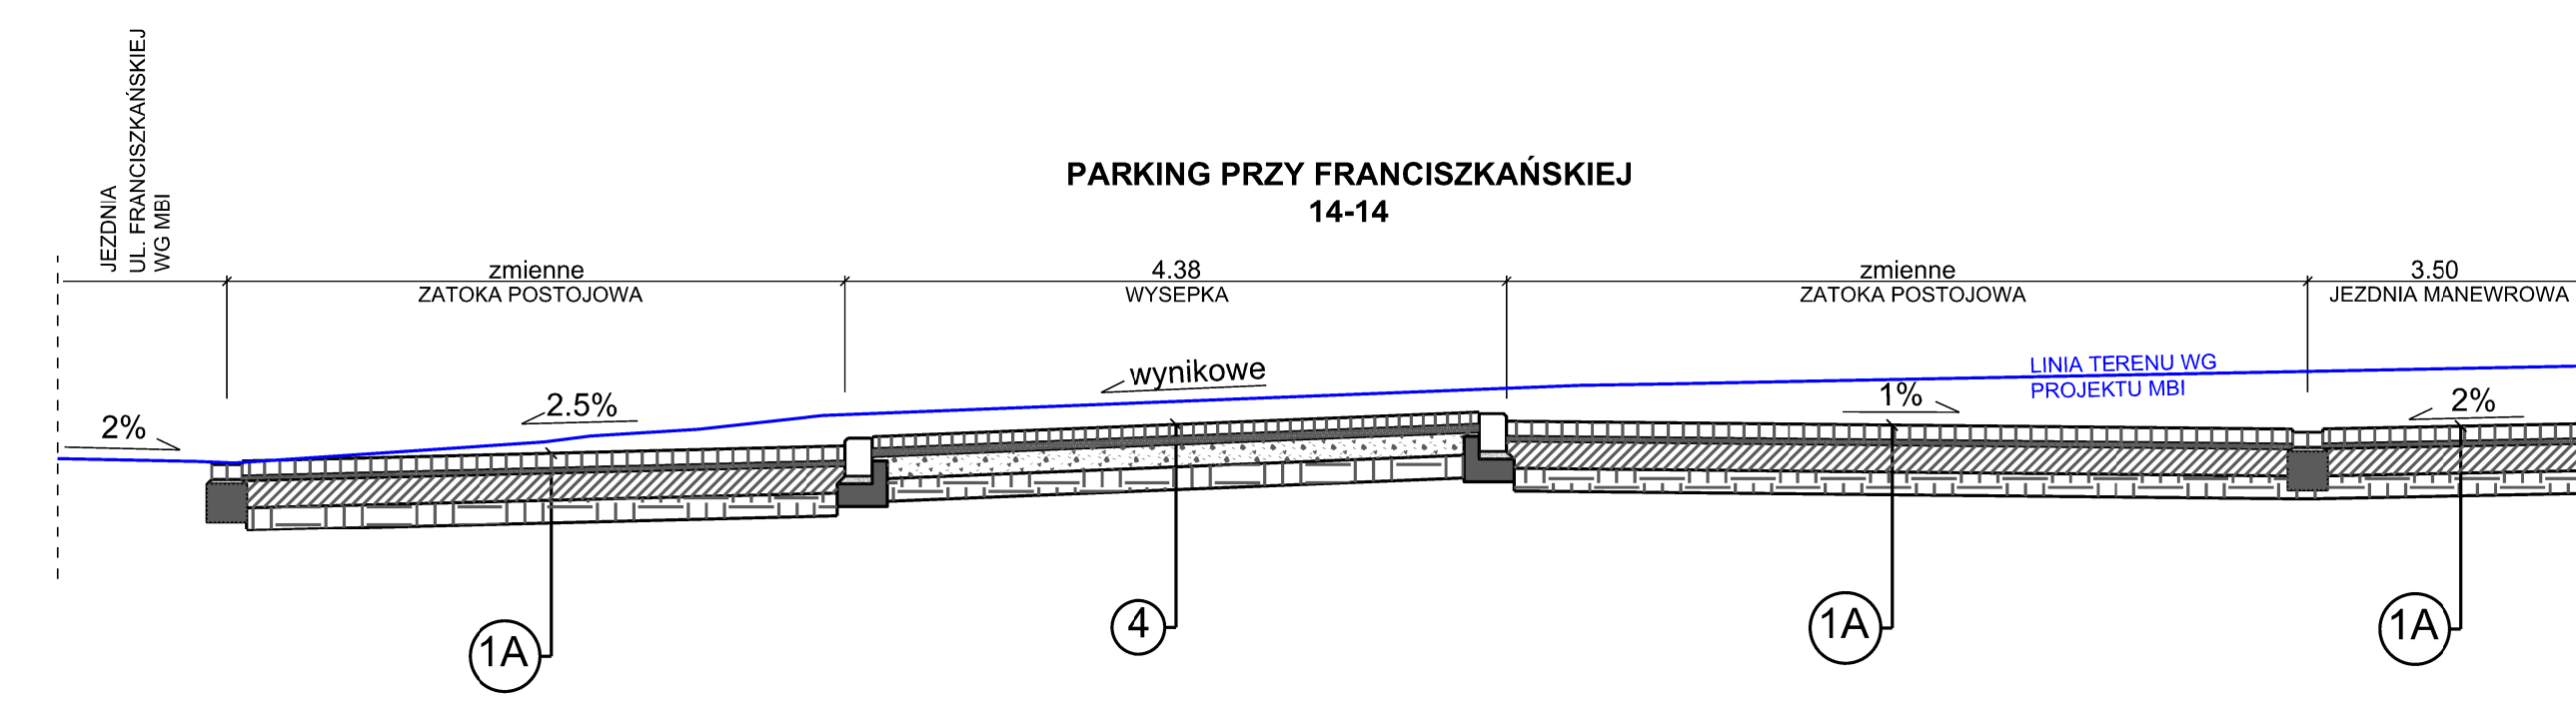 JEZDNIA
UL. FRANCISZKAŃSKIEJ
WG MBI
PARKING PRZY FRANCISZKAŃSKIEJ
14-14
zmienne
ZATOKA POSTOJOWA
4.38
WYSEPKA
zmienne
ZATOKA POSTOJOWA
3.50
JEZDNIA MANEWROWA
2%
2.5%
wynikowe
LINIA TERENU WG
PROJEKTU MBI
1%
2%
1A
4
1A
1A